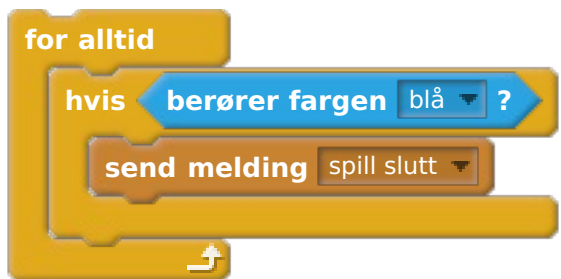 for alltid
hvis berører fargen blå ?
send melding spill slutt